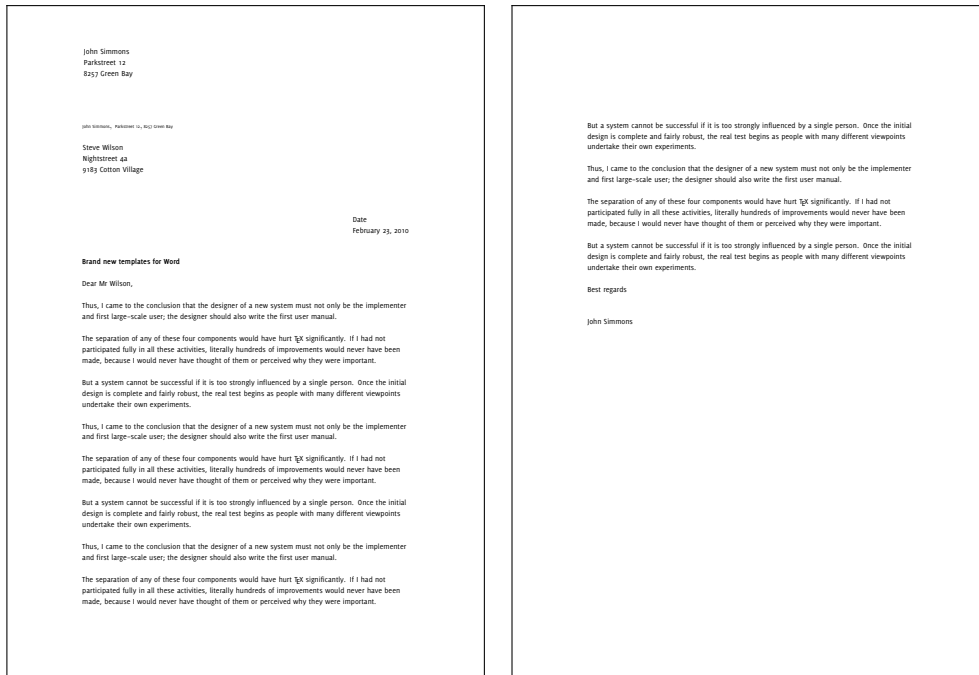 John Simmons
Parkstreet 12
8257 Green Bay
John Simmons, Parkstreet 12, 8257 Green Bay
Steve Wilson
Nightstreet 4a
9183 Cotton Village
Date
February 23, 2010
Brand new templates for Word
Dear Mr Wilson,
Thus, I came to the conclusion that the designer of a new system must not only be the implementer
and first large-scale user; the designer should also write the first user manual.
The separation of any of these four components would have hurt TEX significantly. If I had not
participated fully in all these activities, literally hundreds of improvements would never have been
made, because I would never have thought of them or perceived why they were important.
But a system cannot be successful if it is too strongly influenced by a single person. Once the initial
design is complete and fairly robust, the real test begins as people with many different viewpoints
undertake their own experiments.
Thus, I came to the conclusion that the designer of a new system must not only be the implementer
and first large-scale user; the designer should also write the first user manual.
The separation of any of these four components would have hurt TEX significantly. If I had not
participated fully in all these activities, literally hundreds of improvements would never have been
made, because I would never have thought of them or perceived why they were important.
But a system cannot be successful if it is too strongly influenced by a single person. Once the initial
design is complete and fairly robust, the real test begins as people with many different viewpoints
undertake their own experiments.
Thus, I came to the conclusion that the designer of a new system must not only be the implementer
and first large-scale user; the designer should also write the first user manual.
The separation of any of these four components would have hurt TEX significantly. If I had not
participated fully in all these activities, literally hundreds of improvements would never have been
made, because I would never have thought of them or perceived why they were important.
But a system cannot be successful if it is too strongly influenced by a single person. Once the initial
design is complete and fairly robust, the real test begins as people with many different viewpoints
undertake their own experiments.
Thus, I came to the conclusion that the designer of a new system must not only be the implementer
and first large-scale user; the designer should also write the first user manual.
The separation of any of these four components would have hurt TEX significantly. If I had not
participated fully in all these activities, literally hundreds of improvements would never have been
made, because I would never have thought of them or perceived why they were important.
But a system cannot be successful if it is too strongly influenced by a single person. Once the initial
design is complete and fairly robust, the real test begins as people with many different viewpoints
undertake their own experiments.
Best regards
John Simmons